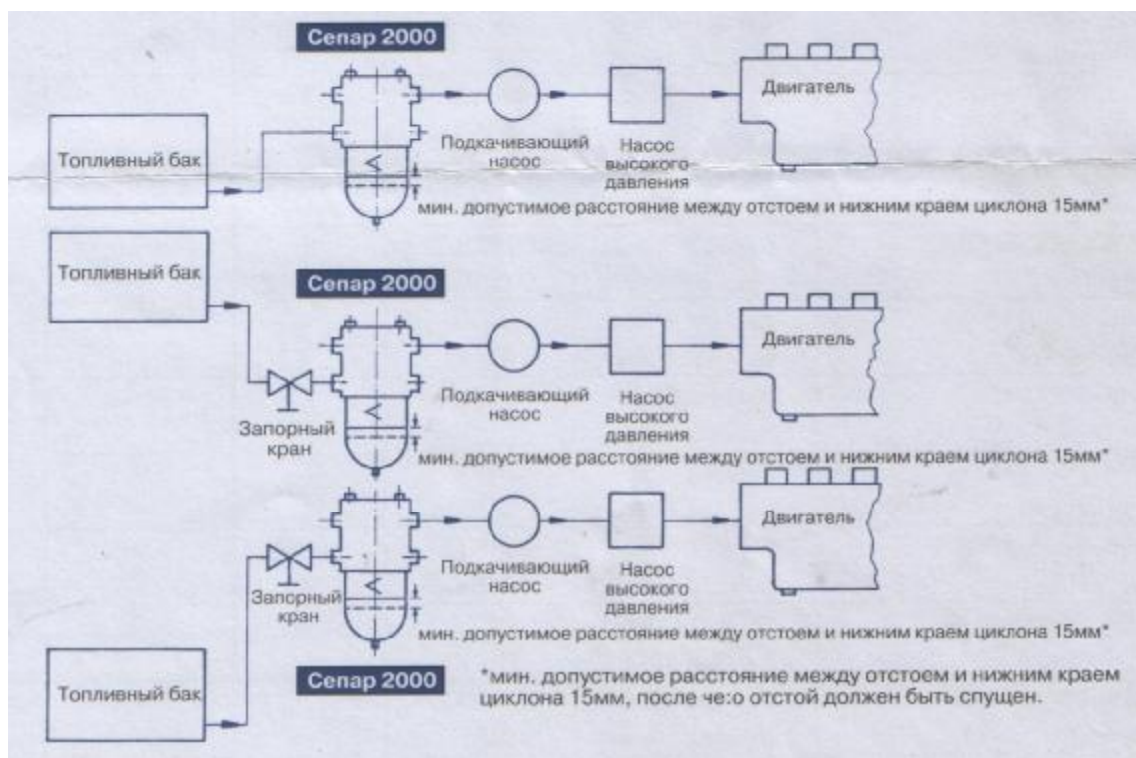 Сепар 2000
Топливный бак
Подкачивающий
насос
Насос
высокого
давления
Двигатель
мин. допустимое расстояние между отстоем и нижним краем циклона 15мм*
Топливный бак
Сепар 2000
Запорный
кран
Подкачивающий
насос
Насос
высокого
давления
Двигатель
мин. допустимое расстояние между отстоем и нижним краем циклона 15мм*
Запорный
кран
Подкачивающий
насос
Насос
высокого
давления
Двигатель
мин. допустимое расстояние между отстоем и нижним краем циклона 15мм*
Топливный бак
Сепар 2000
*мин. допустимое расстояние между отстоем и нижним краем
циклона 15мм, после че:о отстой должен быть спущен.